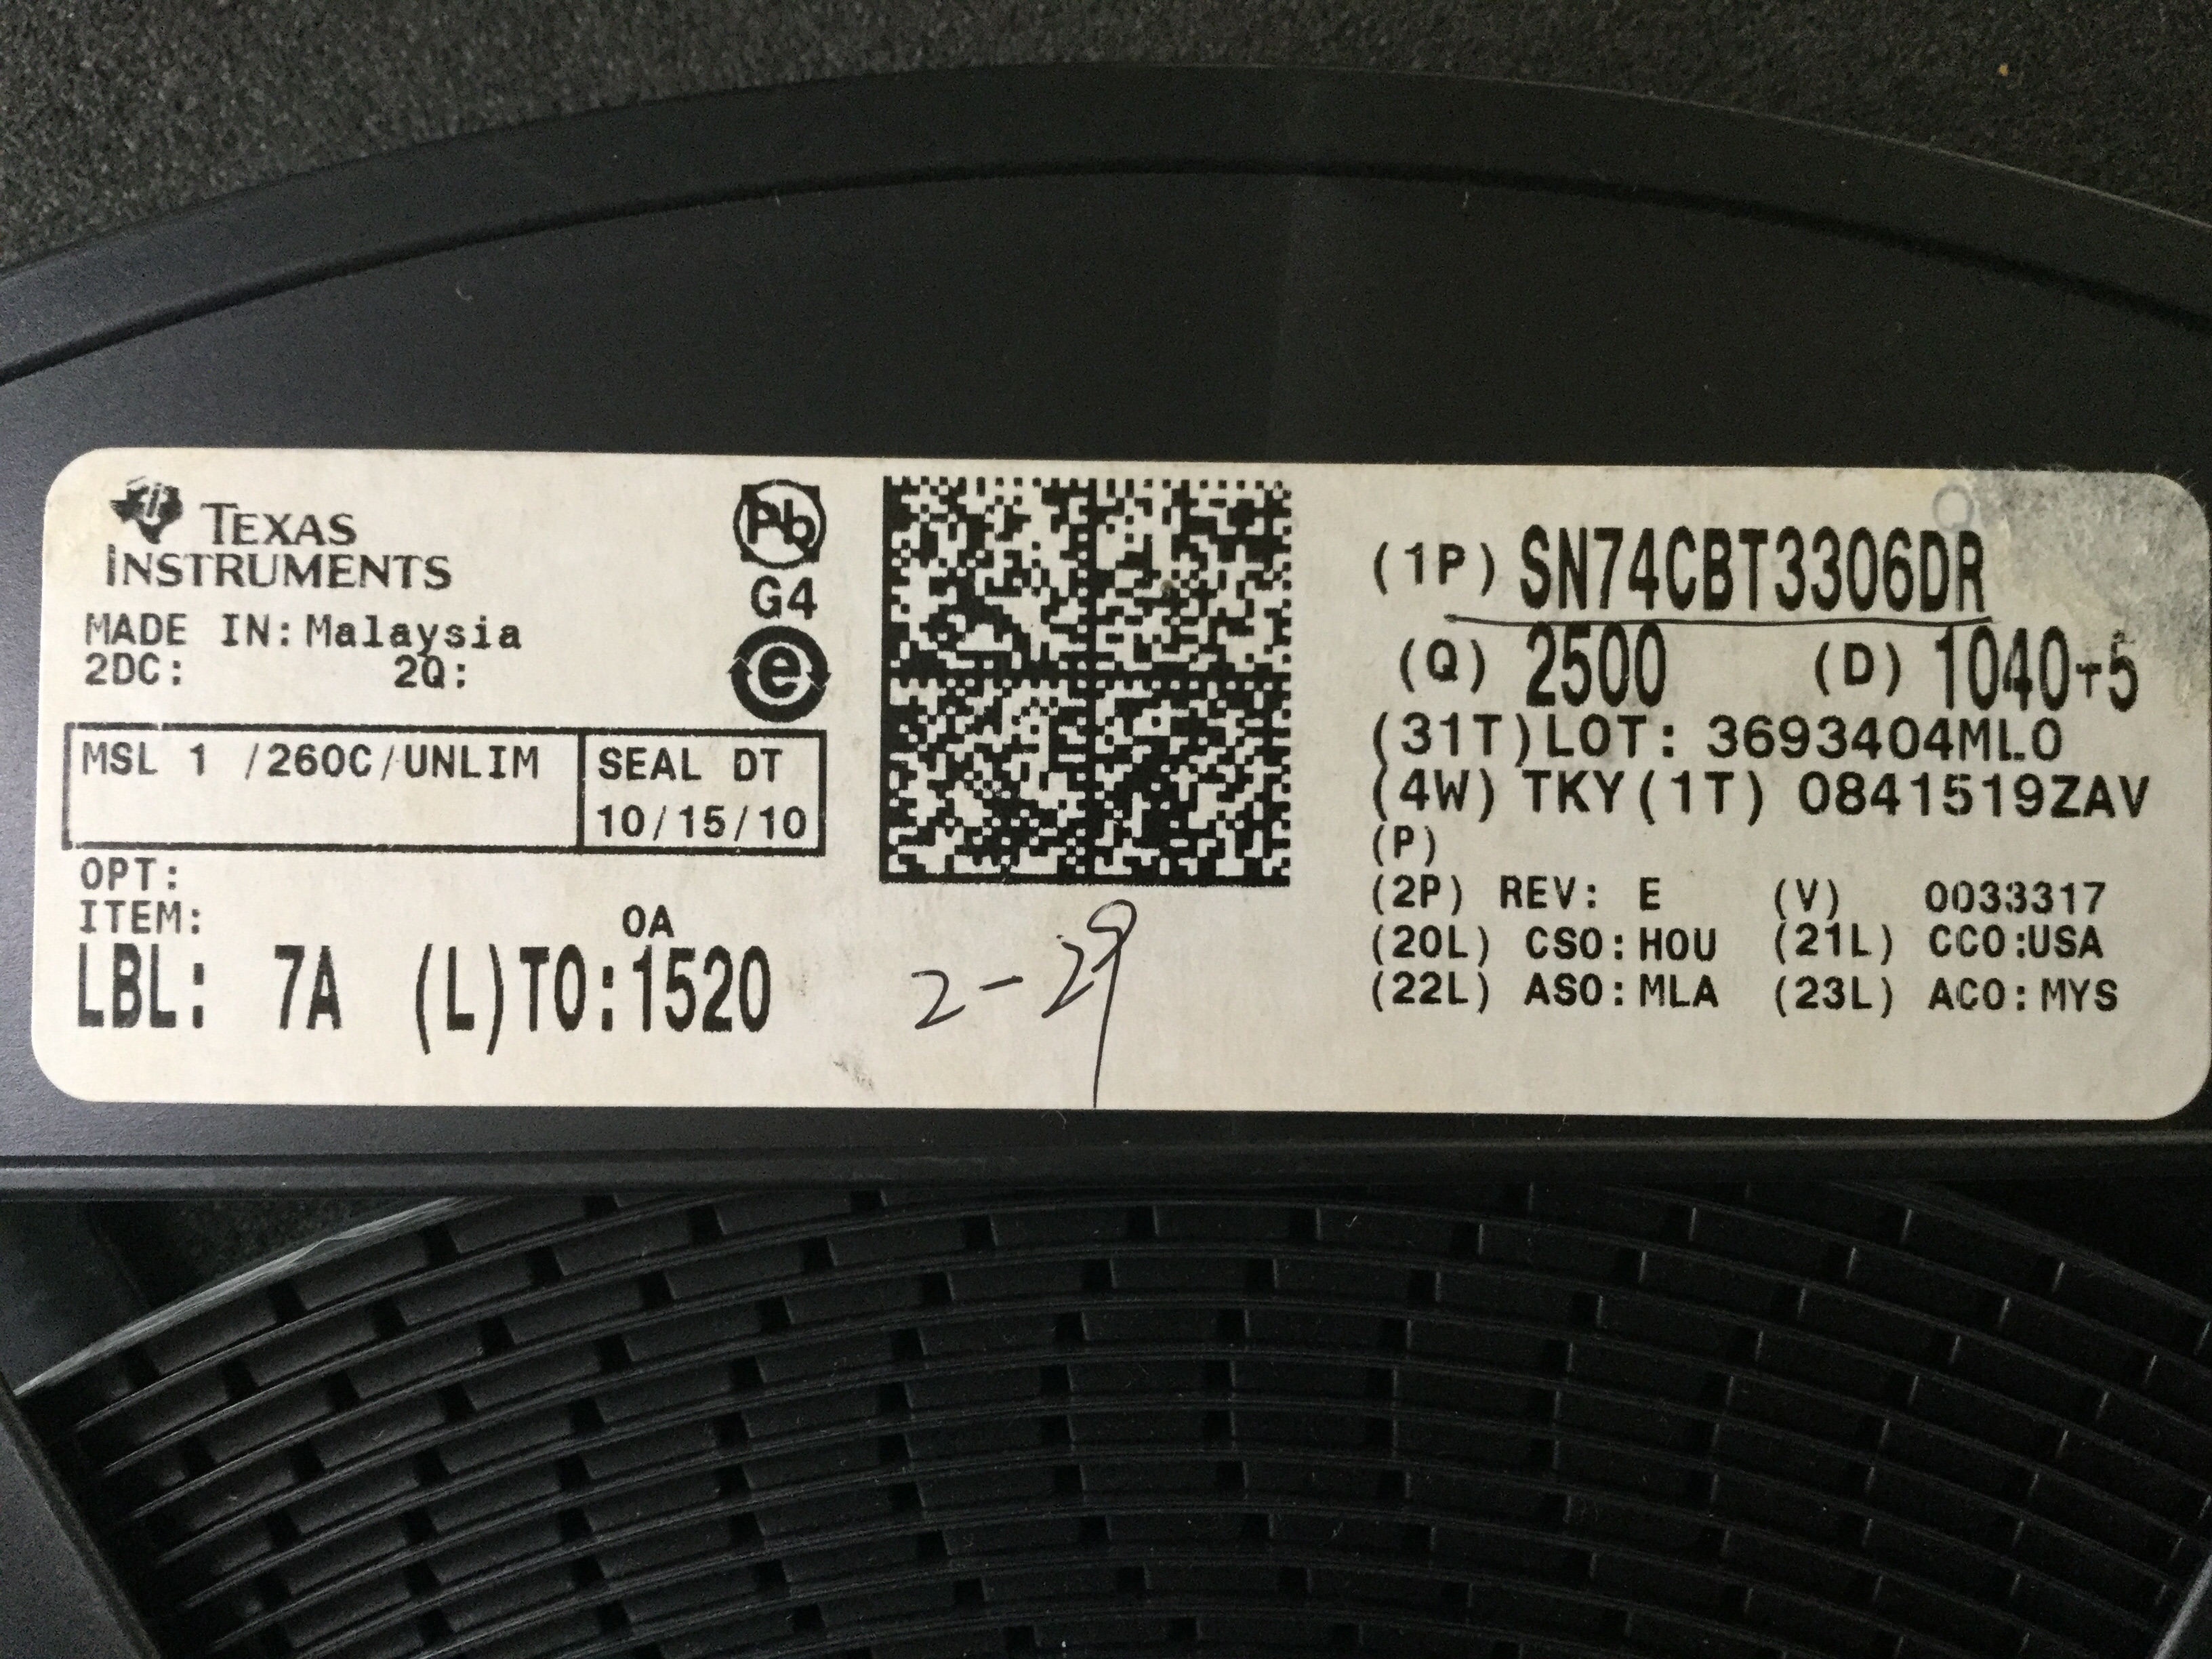 TEXAS
INSTRUMENTS
MADE IN: Malaysia
2DC: 2Q:
MSL 1 /260C/UNLIM
SEAL DT
10/15/10
OPT:
ITEM:
0A
LBL: 7A (L)TO:1520
Pb
G4
e
2-29
(1P) SN74CBT3306DR
(Q) 2500 (D) 1040+5
(31T)LOT: 3693404ML0
(4W) TKY(1T) 0841519ZAV
(P)
(2P) REV: E (V) 0033317
(20L) CSO:HOU (21L) CCO:USA
(22L) ASO:MLA (23L) ACO:MYS